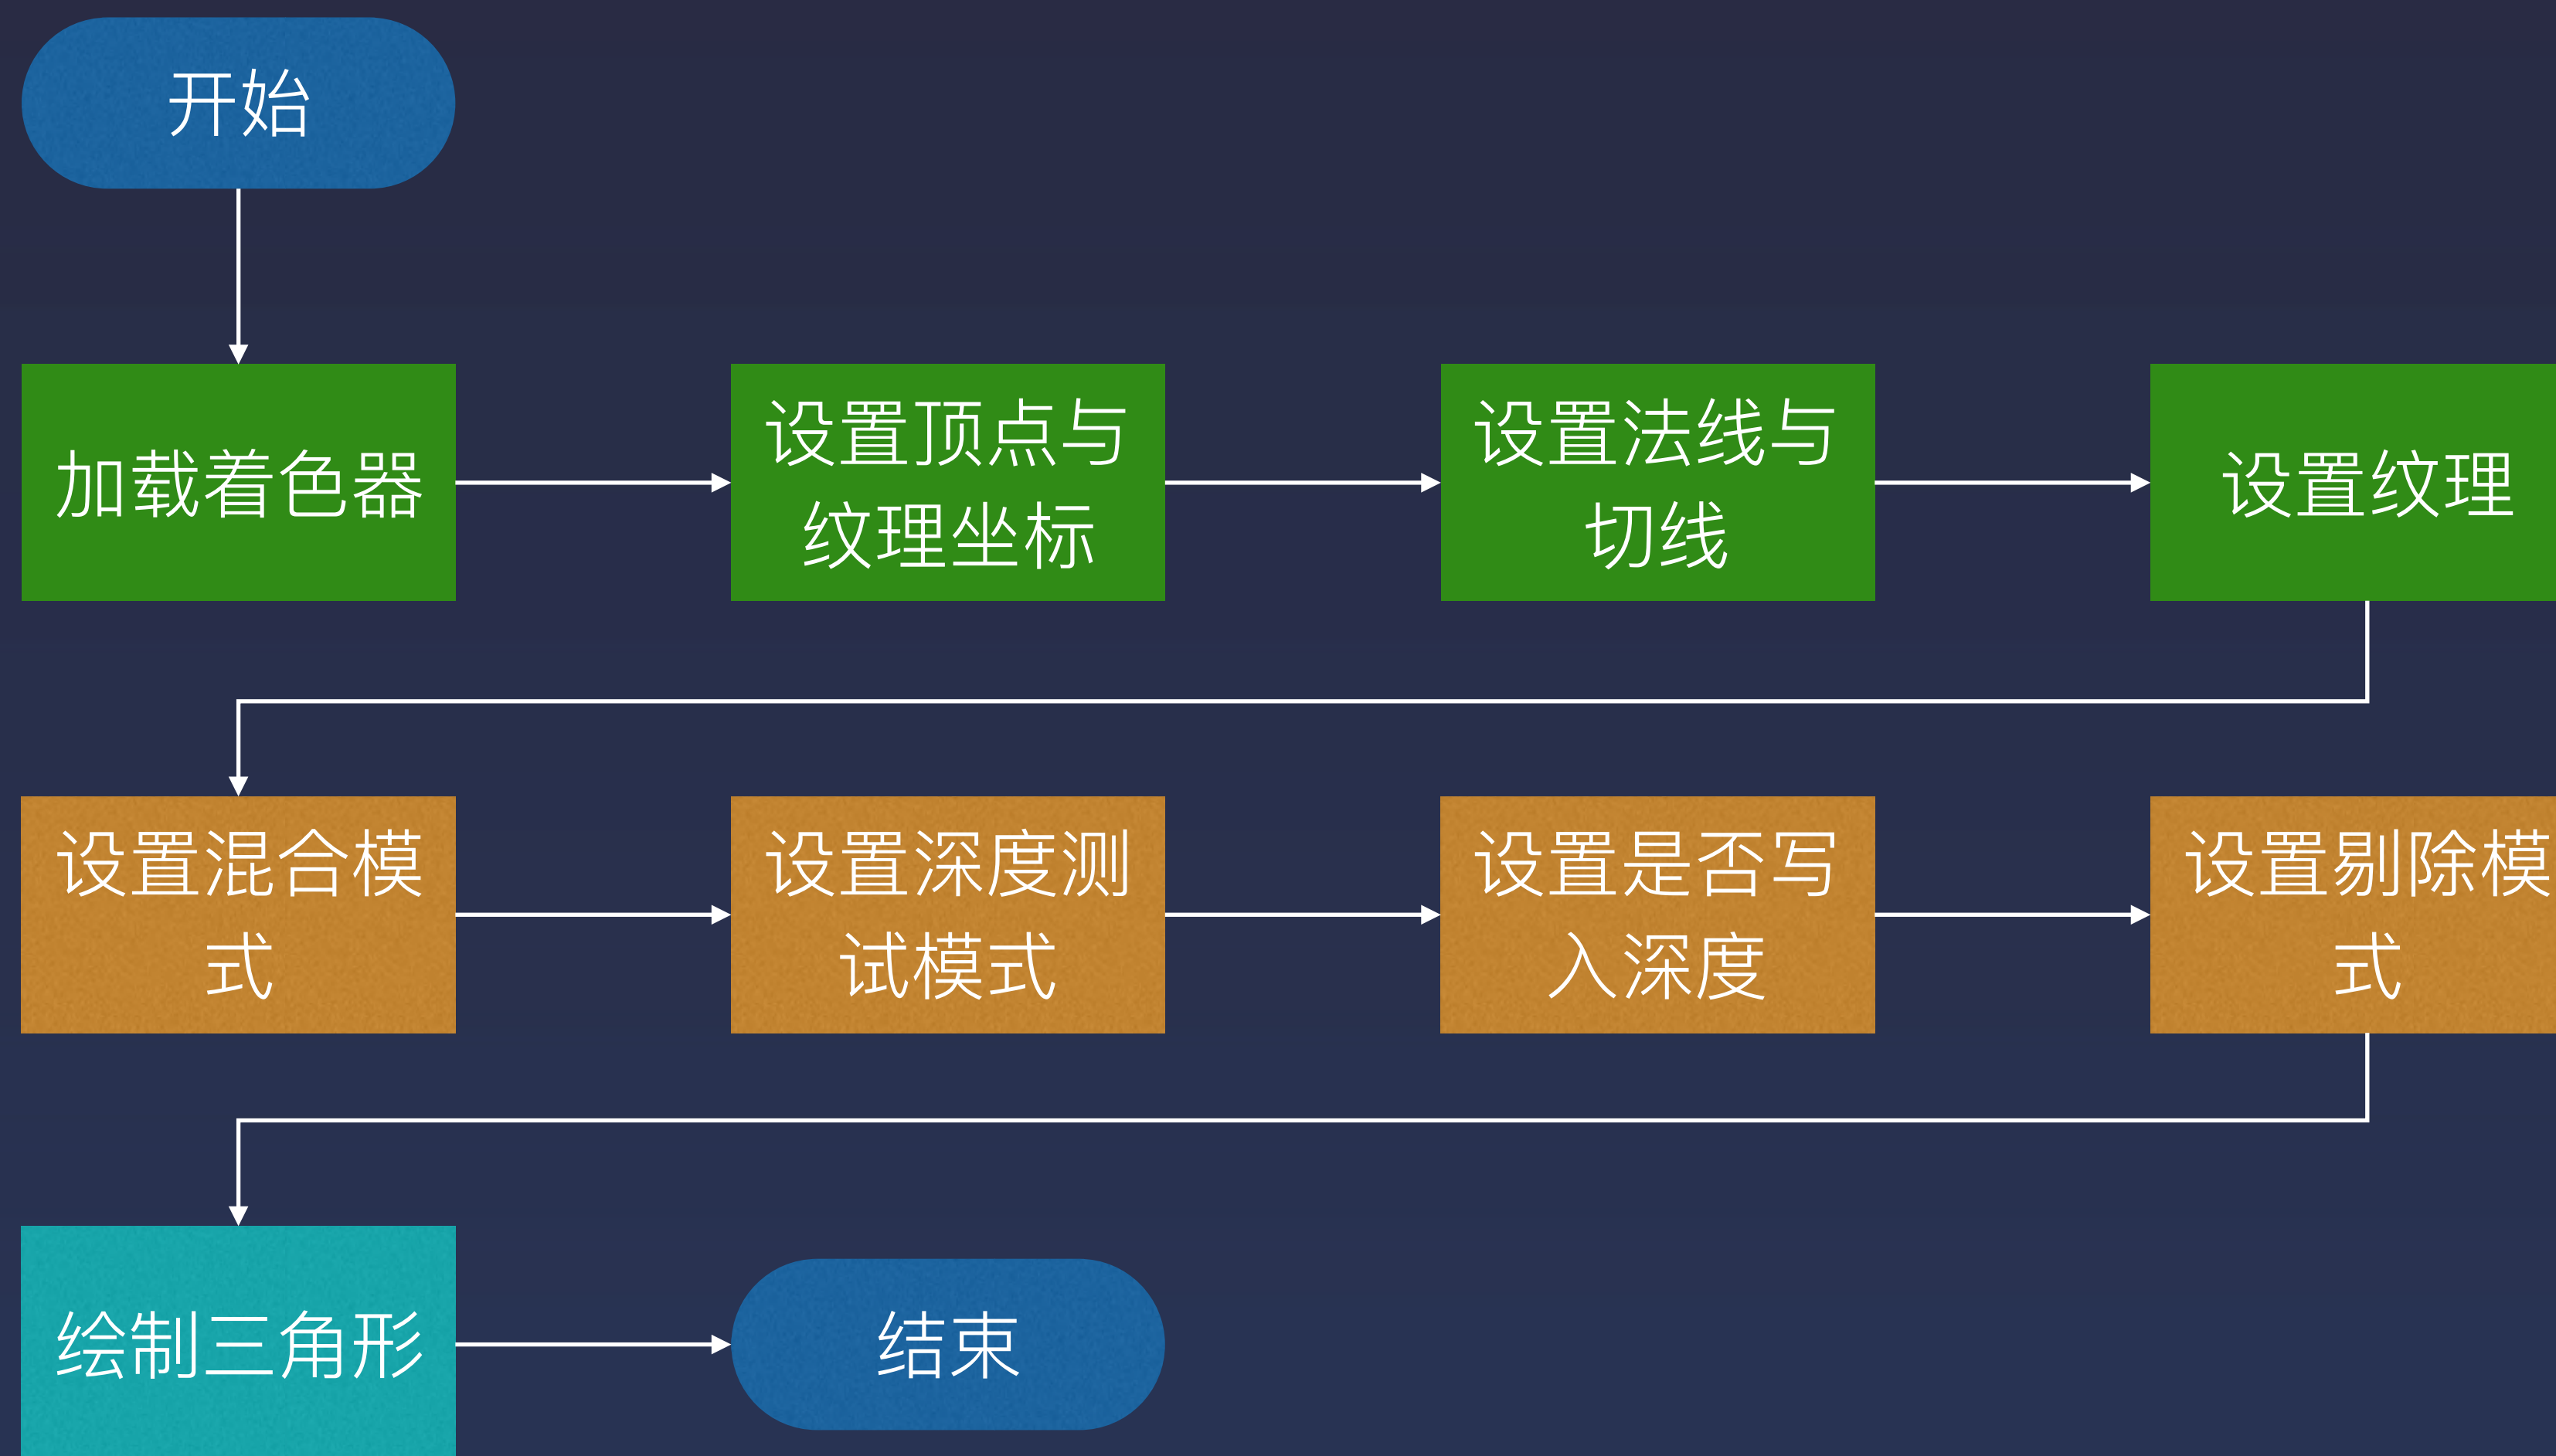 开始
加载着色器
设置顶点与
纹理坐标
设置法线与
切线
设置纹理
设置混合模
式
设置深度测
试模式
设置是否写
入深度
设置剔除模
式
绘制三角形
结束